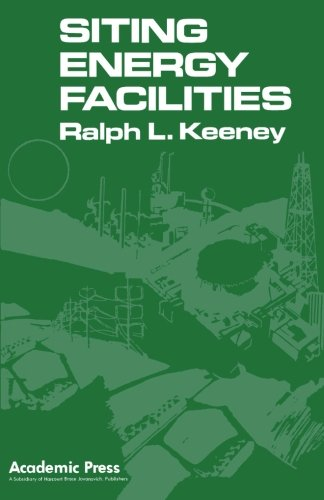 SITING
ENERGY
FACILITIES
Ralph L. Keeney
Academic Press
A Subsidiary of Harcourt Brace Jovanovich, Publishers